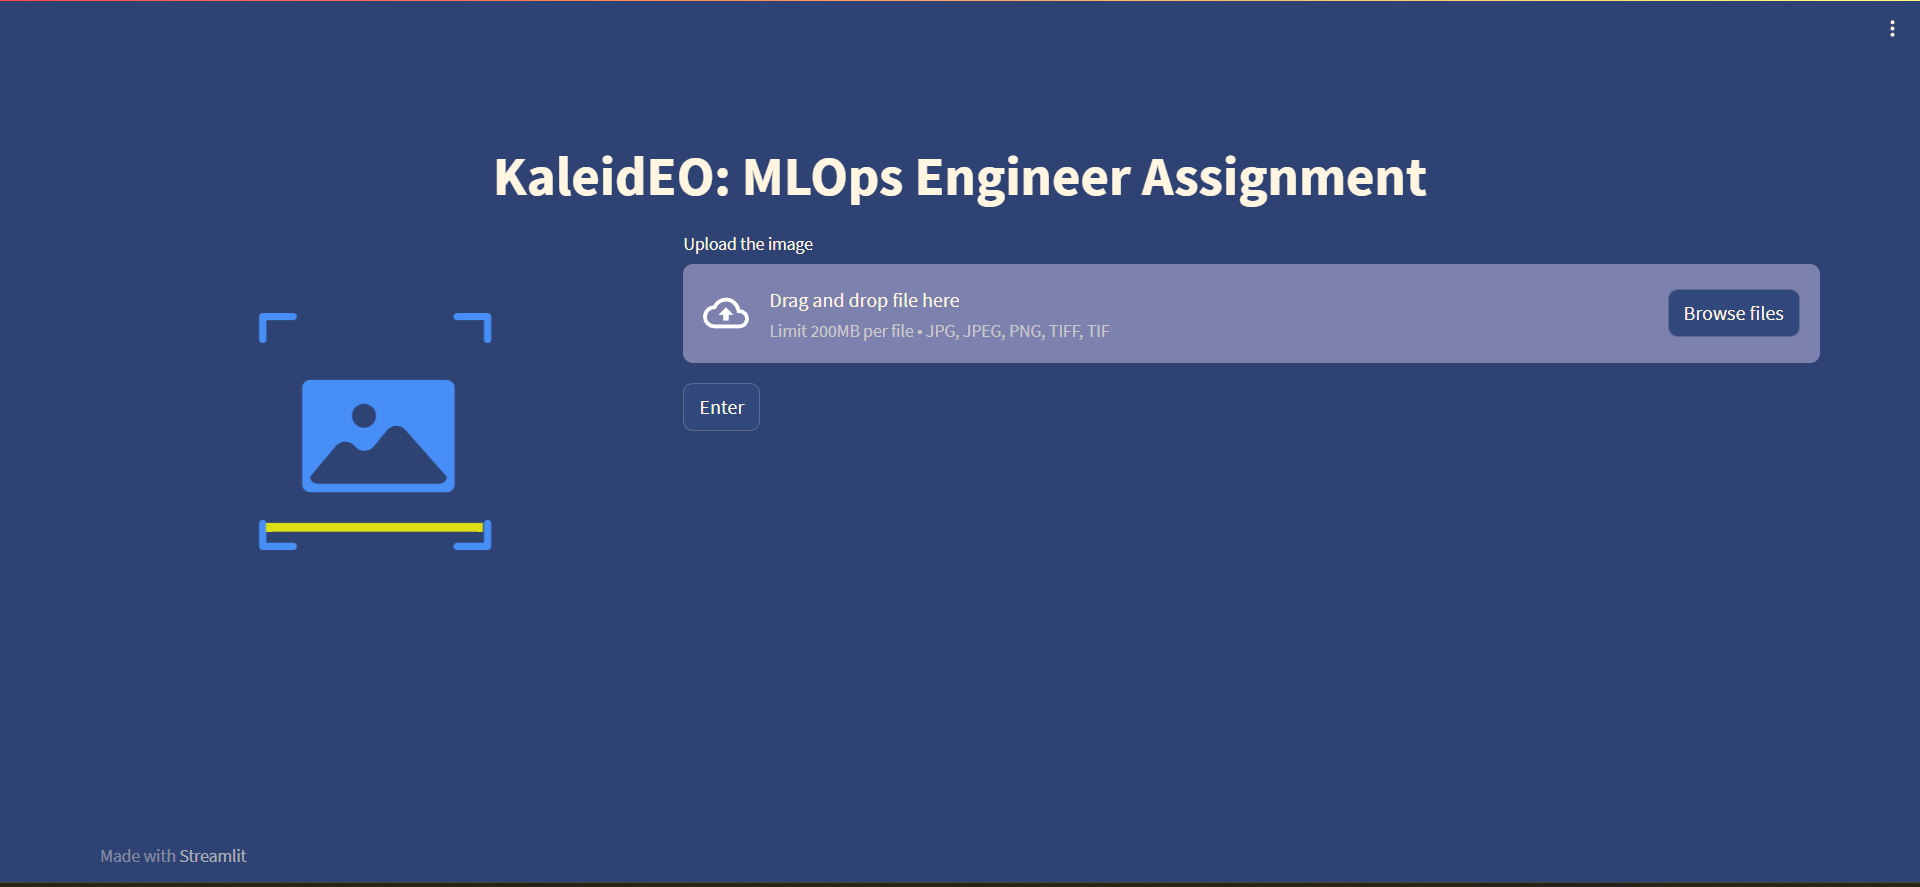 KaleidEO: MLOps Engineer Assignment
Upload the image
Drag and drop file here
Limit 200MB per file • JPG, JPEG, PNG, TIFF, TIF
Browse files
Enter
Made with Streamlit